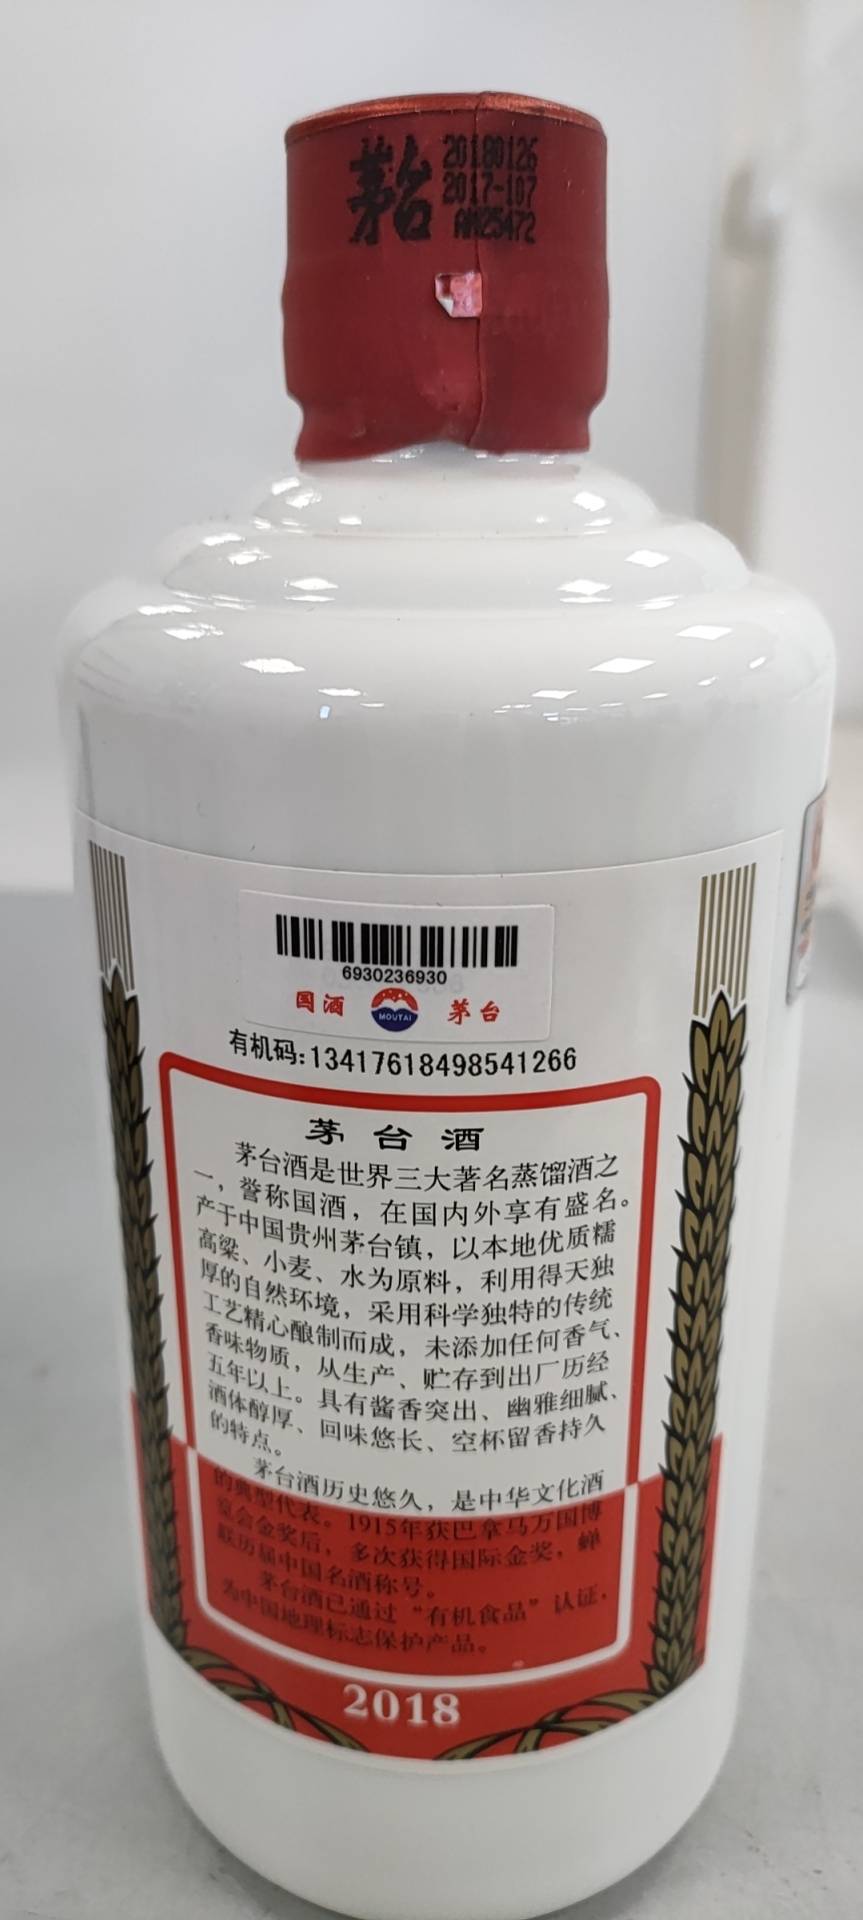 茅台
20180126
2017-107
AM25472
6930236930
国酒 MOUTAI 茅台
有机码:13417618498541266
茅台酒
茅台酒是世界三大著名蒸馏酒之
一，誉称国酒，在国内外享有盛名。
产于中国贵州茅台镇，以本地优质糯
高粱、小麦、水为原料，利用得天独
厚的自然环境，采用科学独特的传统
工艺精心酿制而成，未添加任何香气、
香味物质，从生产、贮存到出厂历经
五年以上。具有酱香突出、幽雅细腻、
酒体醇厚、回味悠长、空杯留香持久
的特点。
茅台酒历史悠久，是中华文化酒
的典型代表。1915年获巴拿马万国博
览会金奖后，多次获得国际金奖，蝉
联历届中国名酒称号。
茅台酒已通过“有机食品”认证，
为中国地理标志保护产品。
2018